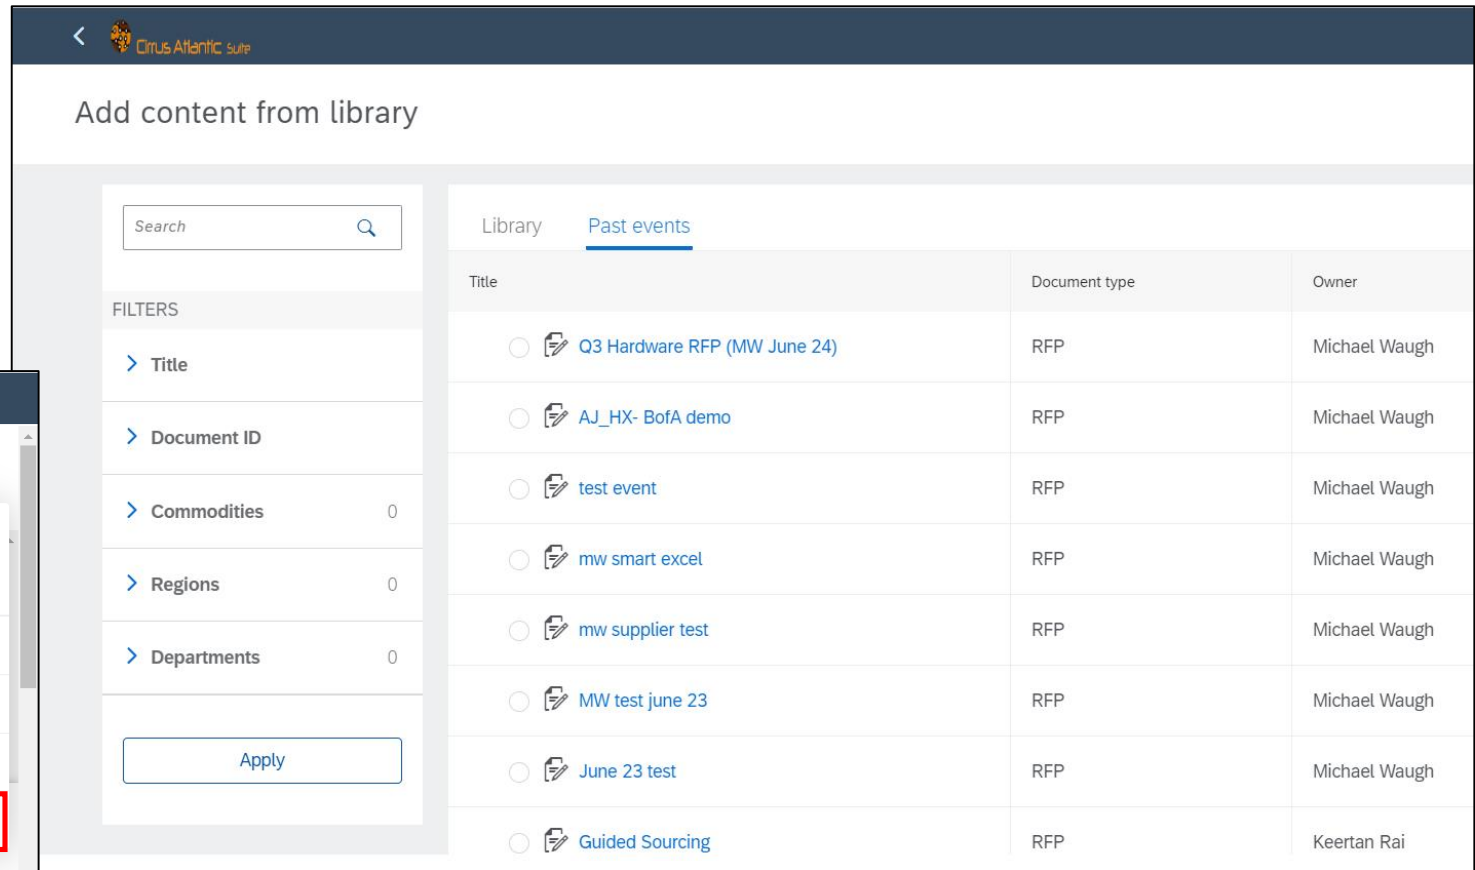 Cirrus Atlantic Suite
Add content from library
Search
FILTERS
Title
Document ID
Commodities 0
Regions 0
Departments 0
Apply
Library Past events
Title Document type Owner
Q3 Hardware RFP (MW June 24) RFP Michael Waugh
AJ_HX- BofA demo RFP Michael Waugh
test event RFP Michael Waugh
mw smart excel RFP Michael Waugh
mw supplier test RFP Michael Waugh
MW test june 23 RFP Michael Waugh
June 23 test RFP Michael Waugh
Guided Sourcing RFP Keertan Rai